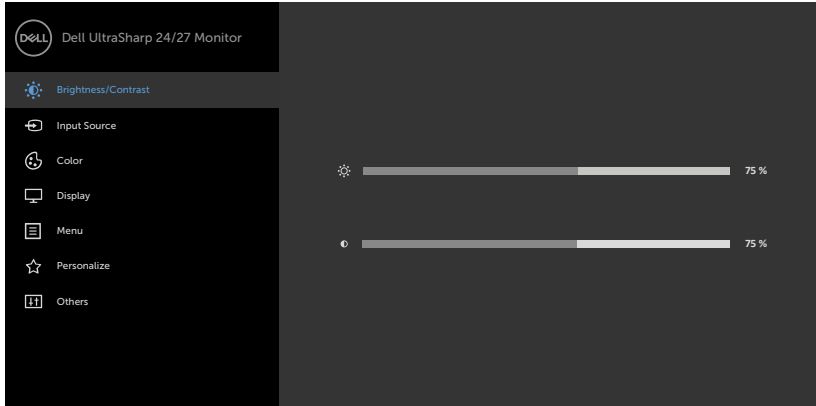 DELL Dell UltraSharp 24/27 Monitor
Brightness/Contrast
Input Source
Color
Display
Menu
Personalize
Others
75 %
75 %